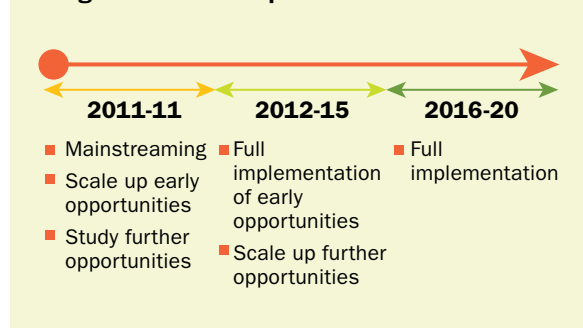 2011-11
2012-15
2016-20
Mainstreaming
Scale up early
opportunities
Study further
opportunities
Full
implementation
of early
opportunities
Scale up further
opportunities
Full
implementation